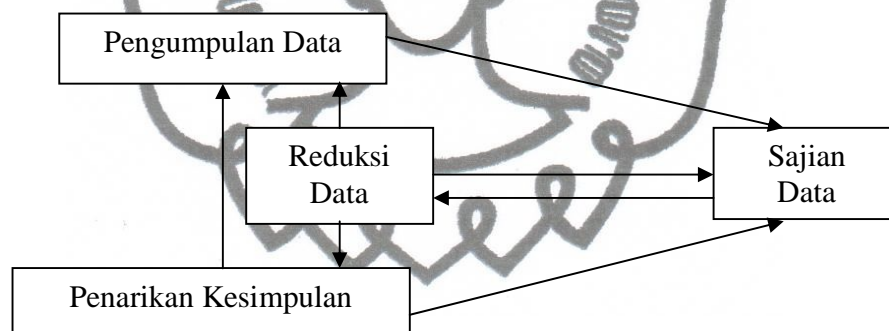 Pengumpulan Data
Reduksi
Data
Sajian
Data
Penarikan Kesimpulan